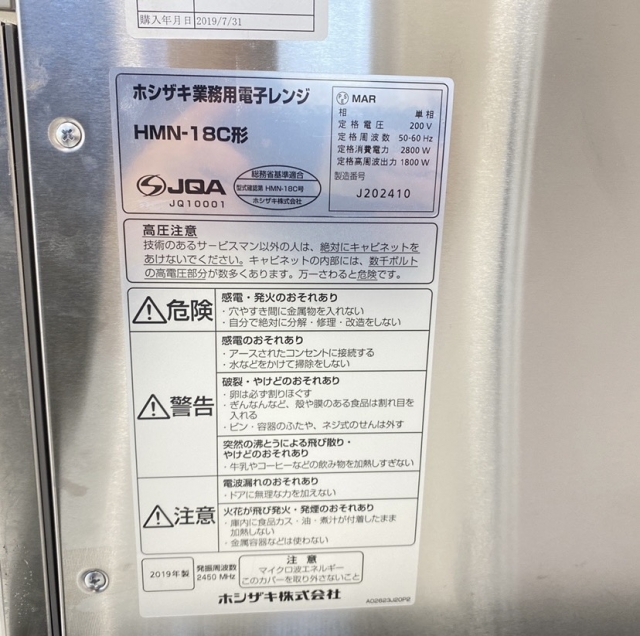 購入年月日 2019/7/31
ホシザキ業務用電子レンジ
HMN-18C形
JQA
JQ10001
総務省基準適合
型式確認業 HMN-18C号
ホシザキ株式会社
MAR
相 単相
定格電圧 200V
定格周波数 50-60Hz
定格消費電力 2800W
定格高周波出力 1800W
製造番号
J202410
高圧注意
技術のあるサービスマン以外の人は、絶対にキャビネットを
あけないでください。キャビネットの内部には、数千ボルト
の高電圧部分が数多くあります。万一さわると危険です。
危険
感電・発火のおそれあり
・穴やすき間に金属物を入れない
・自分で絶対に分解・修理・改造をしない
警告
感電のおそれあり
・アースされたコンセントに接続する
・水などをかけて掃除をしない
破裂・やけどのおそれあり
・卵は必ず割りほぐす
・ぎんなんなど、殻や膜のある食品は割れ目を
入れる
・ビン・容器のふたや、ネジ式のせんは外す
突然の沸とうによる飛び散り・
やけどのおそれあり
・牛乳やコーヒーなどの飲み物を加熱しすぎない
注意
電波漏れのおそれあり
・ドアに無理な力を加えない
火花が飛び発火・発煙のおそれあり
・庫内に食品カス・油・煮汁が付着したまま
加熱しない
・金属容器などは使わない
2019年製
発振周波数
2450 MHz
注意
マイクロ波エネルギー
このカバーを取り外さないこと
ホシザキ株式会社